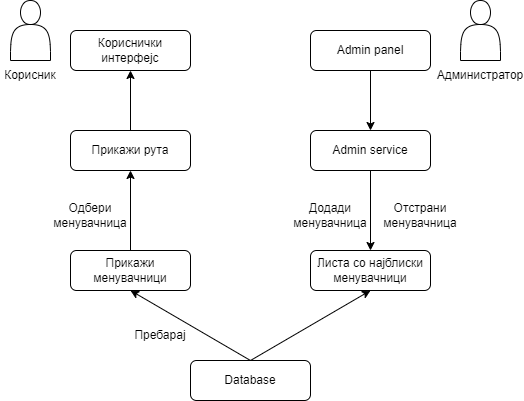 Кориснички
интерфејс
Admin panel
Корисник
Администратор
Прикажи рута
Admin service
Одбери
менувачница
Додади
менувачница
Отстрани
менувачница
Прикажи
менувачници
Листа со најблиски
менувачници
Пребарај
Database